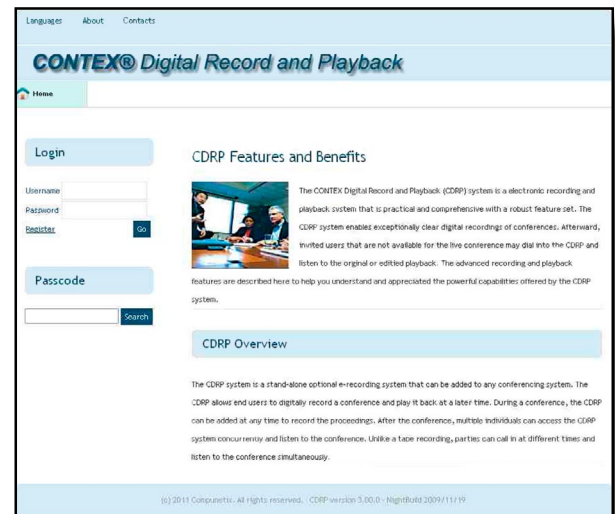 Languages About Contacts
CONTEX® Digital Record and Playback
Home
Login
Username
Password
Register Go
Passcode
Search
CDRP Features and Benefits
The CONTEX Digital Record and Playback (CDRP) system is a electronic recording and
playback system that is practical and comprehensive with a robust feature set. The
CDRP system enables exceptionally clear digital recordings of conferences. Afterward,
invited users that are not available for the live conference may dial into the CDRP and
listen to the orginal or editied playback. The advanced recording and playback
features are described here to help you understand and appreciated the powerful capabilities offered by the CDRP
system.
CDRP Overview
The CDRP system is a stand-alone optional e-recording system that can be added to any conferencing system. The
CDRP allows end users to digitally record a conference and play it back at a later time. During a conference, the CDRP
can be added at any time to record the proceedings. After the conference, multiple individuals can access the CDRP
system concurrently and listen to the conference. Unlike a tape recording, parties can call in at different times and
listen to the conference simultaneously.
(c) 2011 Compunetix. All rights reserved. | CDRP version 3.00.0 - NightBuild 2009/11/19